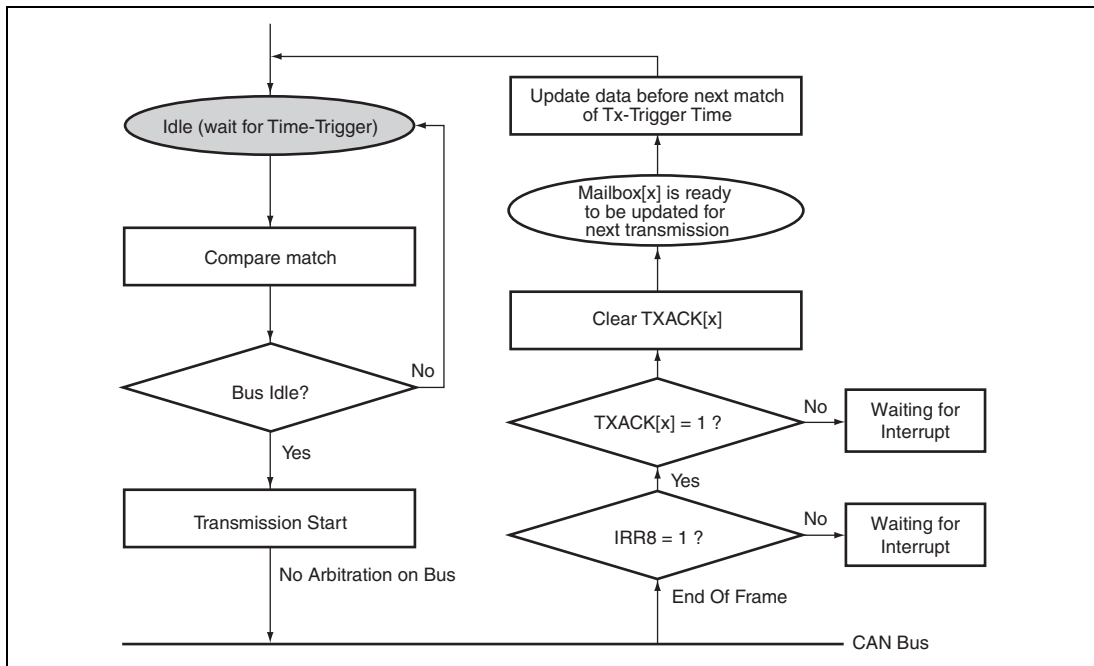 Idle (wait for Time-Trigger)
Compare match
Bus Idle?
No
Yes
Transmission Start
No Arbitration on Bus
Update data before next match
of Tx-Trigger Time
Mailbox[x] is ready
to be updated for
next transmission
Clear TXACK[x]
TXACK[x] = 1 ?
No
Waiting for
Interrupt
Yes
IRR8 = 1 ?
No
Waiting for
Interrupt
End Of Frame
CAN Bus